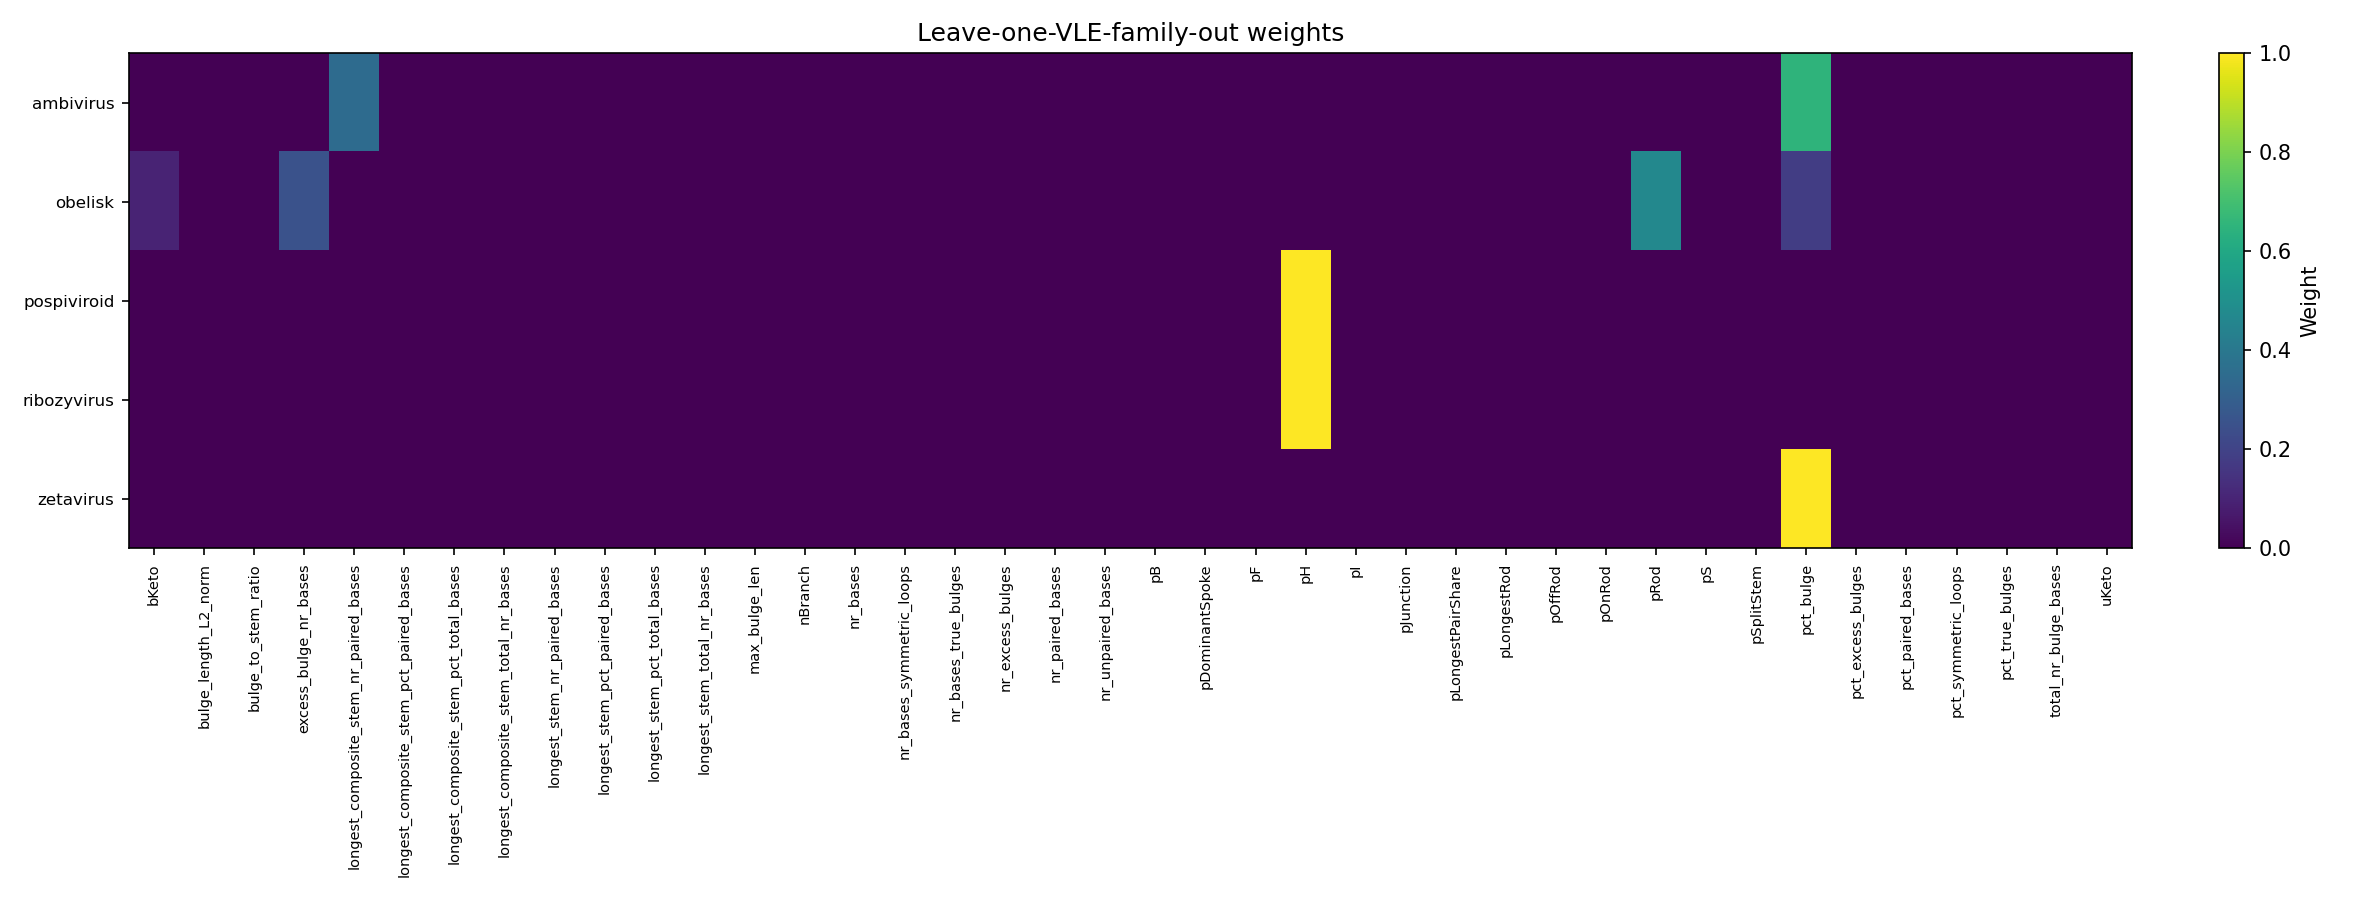 Leave-one-VLE-family-out weights
ambivirus
obelisk
pospiviroid
ribozyvirus
zetavirus
bKeto
bulge_length_L2_norm
bulge_to_stem_ratio
excess_bulge_nr_bases
longest_composite_stem_nr_paired_bases
longest_composite_stem_pct_paired_bases
longest_composite_stem_pct_total_bases
longest_composite_stem_total_nr_bases
longest_stem_nr_paired_bases
longest_stem_pct_paired_bases
longest_stem_pct_total_bases
longest_stem_total_nr_bases
max_bulge_len
nBranch
nr_bases
nr_bases_symmetric_loops
nr_bases_true_bulges
nr_excess_bulges
nr_paired_bases
nr_unpaired_bases
pB
pDominantSpoke
pF
pH
pI
pJunction
pLongestPairShare
pLongestRod
pOffRod
pOnRod
pRod
pS
pSplitStem
pct_bulge
pct_excess_bulges
pct_paired_bases
pct_symmetric_loops
pct_true_bulges
total_nr_bulge_bases
uKeto
1.0
0.8
0.6
0.4
0.2
0.0
Weight